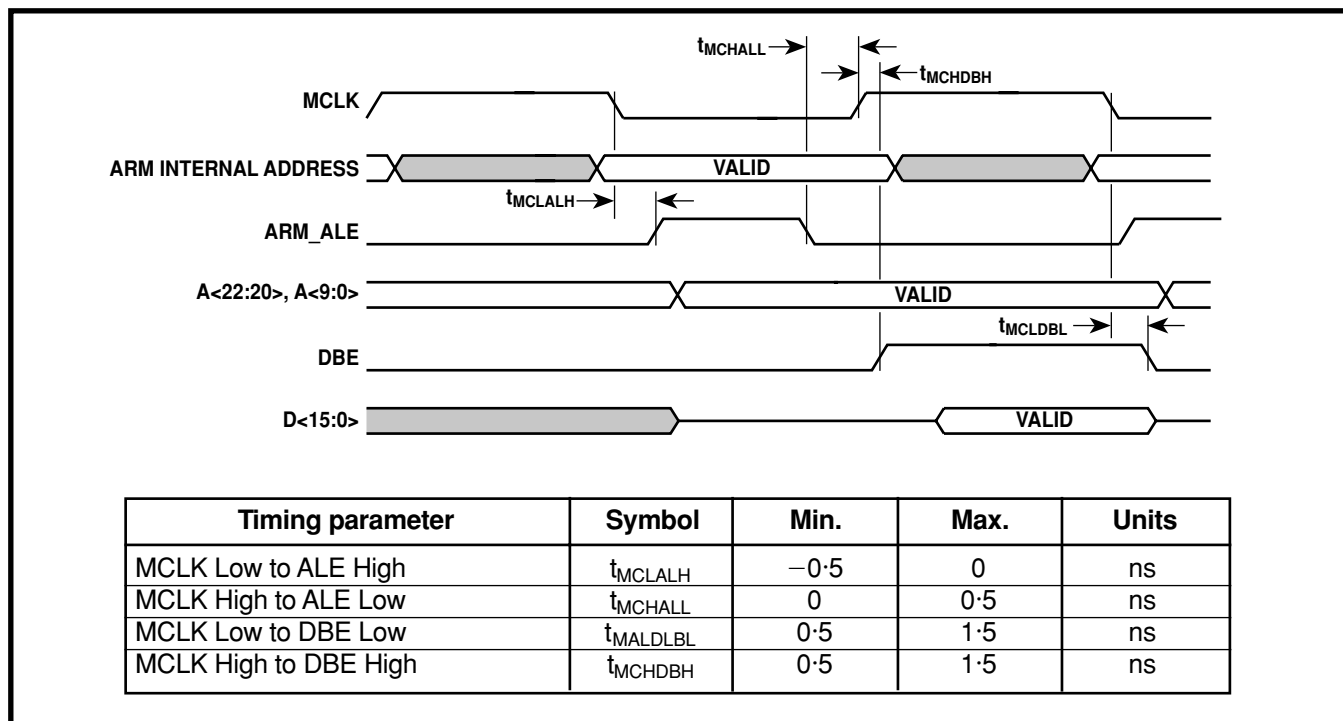 tMCHALL
tMCHDBH
MCLK
ARM INTERNAL ADDRESS
VALID
tMCLALH
ARM_ALE
A<22:20>, A<9:0>
VALID
tMCLDBL
DBE
D<15:0>
VALID
Timing parameter Symbol Min. Max. Units
MCLK Low to ALE High tMCLALH −0·5 0 ns
MCLK High to ALE Low tMCHALL 0 0·5 ns
MCLK Low to DBE Low tMALDLBL 0·5 1·5 ns
MCLK High to DBE High tMCHDBH 0·5 1·5 ns